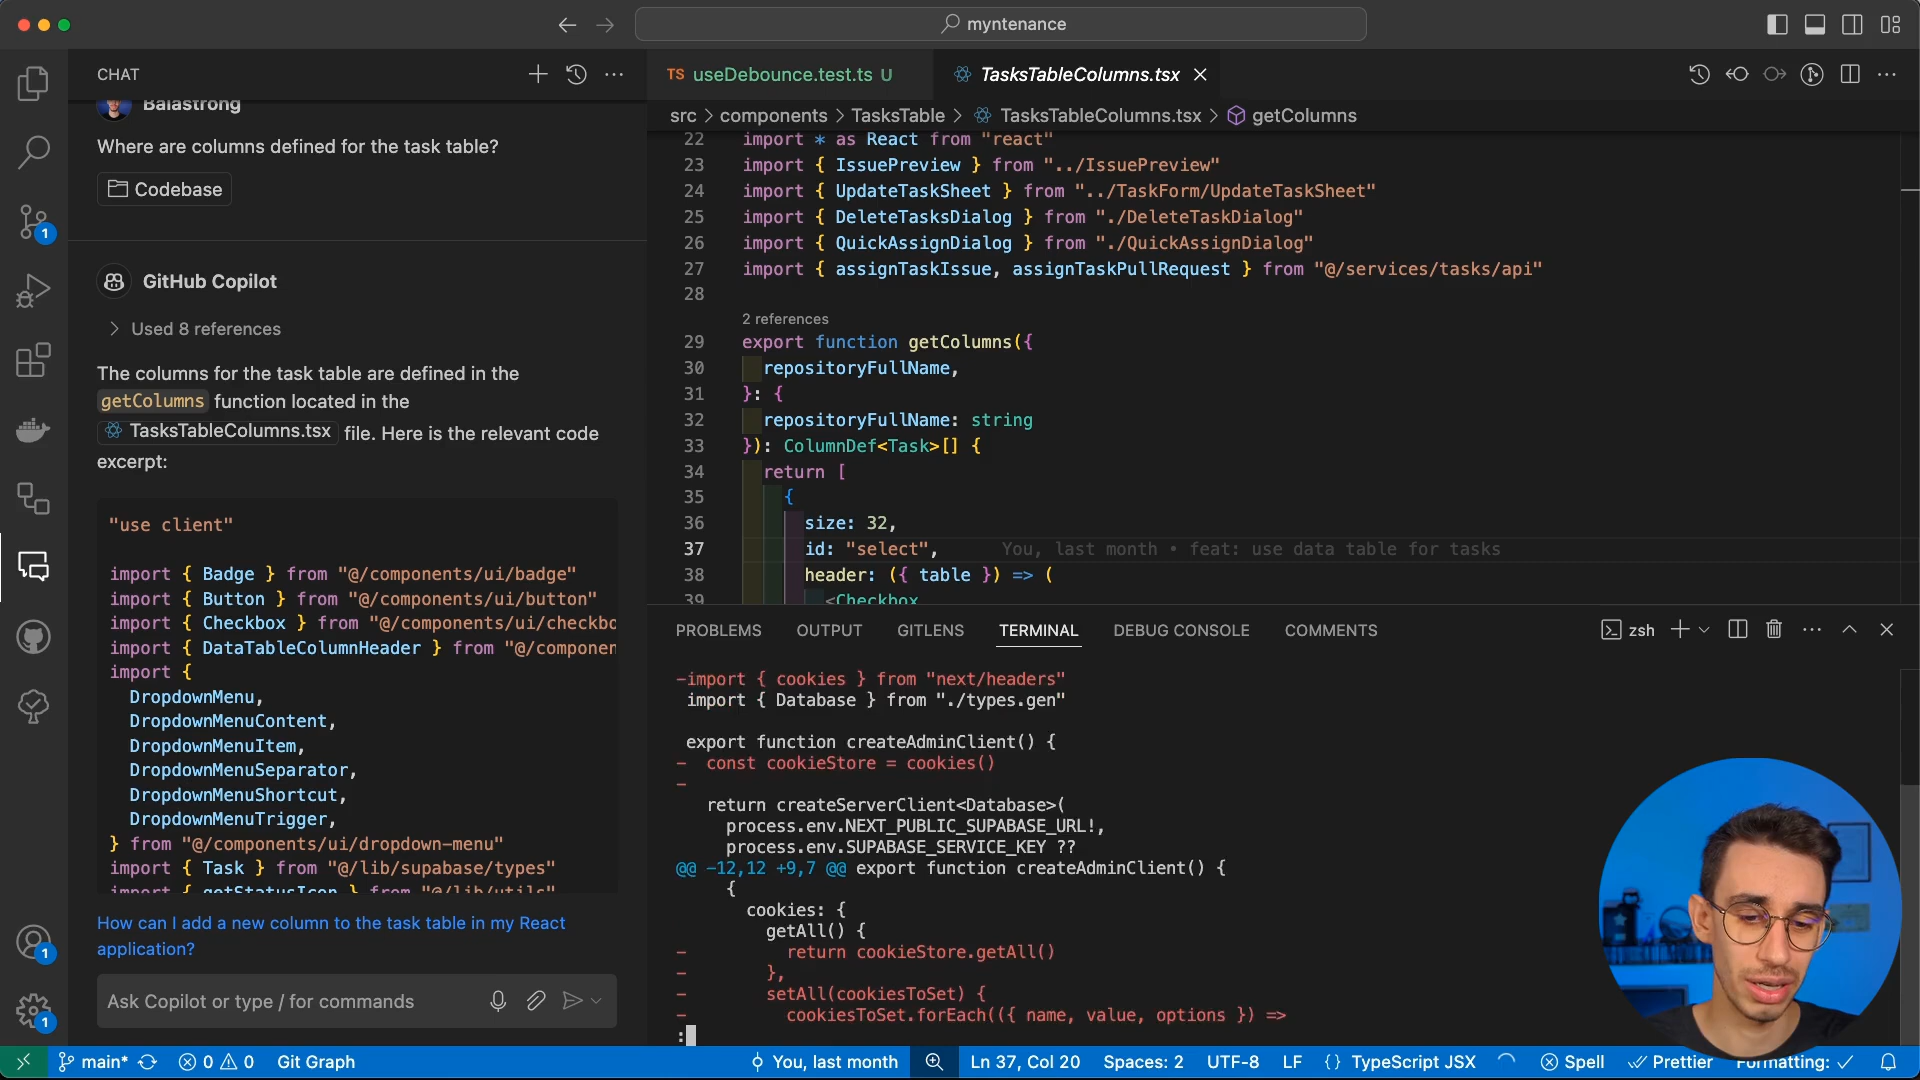 myntenance
CHAT
Balastrong
Where are columns defined for the task table?
Codebase
GitHub Copilot
Used 8 references
The columns for the task table are defined in the
getColumns function located in the
TasksTableColumns.tsx file. Here is the relevant code
excerpt:
"use client"
import { Badge } from "@/components/ui/badge"
import { Button } from "@/components/ui/button"
import { Checkbox } from "@/components/ui/checkbo
import { DataTableColumnHeader } from "@/componen
import {
DropdownMenu,
DropdownMenuContent,
DropdownMenuItem,
DropdownMenuSeparator,
DropdownMenuShortcut,
DropdownMenuTrigger,
} from "@/components/ui/dropdown-menu"
import { Task } from "@/lib/supabase/types"
import { getStatusIcon } from "@/lib/utils"
How can I add a new column to the task table in my React
application?
Ask Copilot or type / for commands
1
1
1
TS useDebounce.test.ts U
TasksTableColumns.tsx
src > components > TasksTable > TasksTableColumns.tsx > getColumns
22 import * as React from "react"
23 import { IssuePreview } from "../IssuePreview"
24 import { UpdateTaskSheet } from "../TaskForm/UpdateTaskSheet"
25 import { DeleteTasksDialog } from "./DeleteTaskDialog"
26 import { QuickAssignDialog } from "./QuickAssignDialog"
27 import { assignTaskIssue, assignTaskPullRequest } from "@/services/tasks/api"
28
2 references
29 export function getColumns({
30 repositoryFullName,
31 }: {
32 repositoryFullName: string
33 }): ColumnDef<Task>[] {
34 return [
35 {
36 size: 32,
37 id: "select", You, last month • feat: use data table for tasks
38 header: ({ table }) => (
39 <Checkbox
PROBLEMS OUTPUT GITLENS TERMINAL DEBUG CONSOLE COMMENTS
zsh
-import { cookies } from "next/headers"
import { Database } from "./types.gen"
export function createAdminClient() {
- const cookieStore = cookies()
-
return createServerClient<Database>(
process.env.NEXT_PUBLIC_SUPABASE_URL!,
process.env.SUPABASE_SERVICE_KEY ??
@@ -12,12 +9,7 @@ export function createAdminClient() {
{
cookies: {
getAll() {
- return cookieStore.getAll()
- },
- setAll(cookiesToSet) {
- cookiesToSet.forEach(({ name, value, options }) =>
:
main* 0 0 Git Graph You, last month Ln 37, Col 20 Spaces: 2 UTF-8 LF {} TypeScript JSX Spell Prettier Formatting: ✓